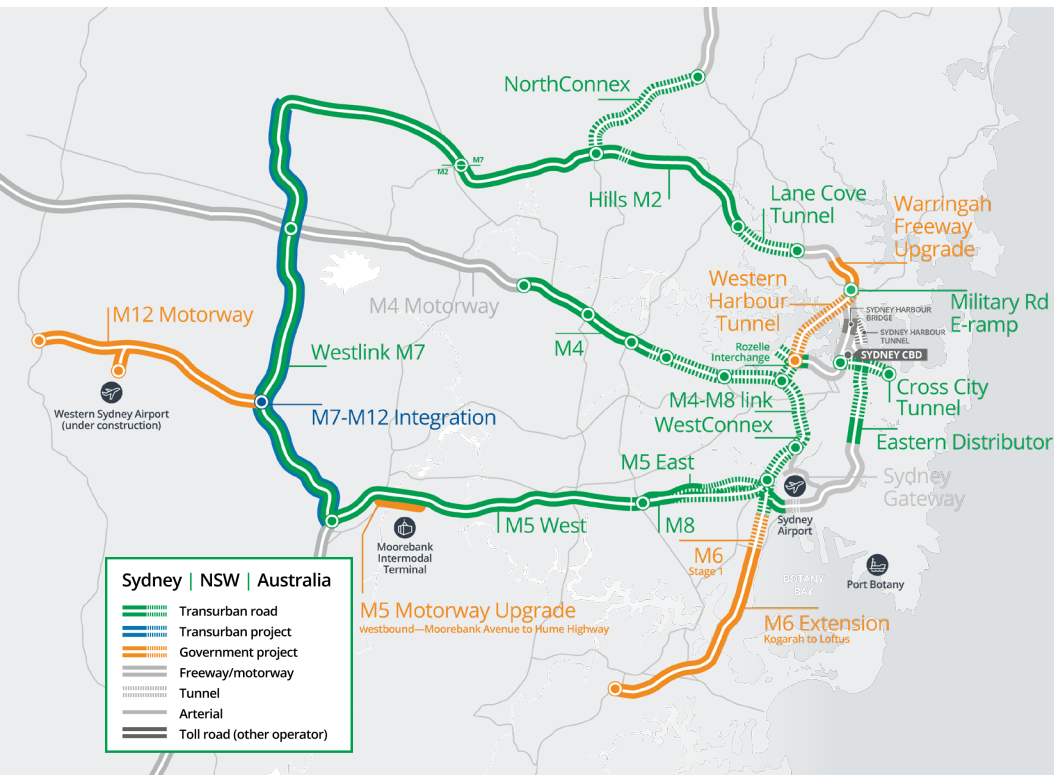 NorthConnex
M7
M2
Hills M2
Lane Cove
Tunnel
Warringah
Freeway
Upgrade
Western
Harbour
Tunnel
Military Rd
E-ramp
SYDNEY HARBOUR
BRIDGE
SYDNEY HARBOUR
TUNNEL
SYDNEY CBD
M4 Motorway
M12 Motorway
Westlink M7
M4
Rozelle
Interchange
Cross City
Tunnel
M4-M8 link
WestConnex
Eastern Distributor
Western Sydney Airport
(under construction)
M7-M12 Integration
M5 East
Sydney
Gateway
M5 West
M8
Sydney
Airport
Moorebank
Intermodal
Terminal
M6
Stage 1
BOTANY
BAY
Port Botany
M5 Motorway Upgrade
westbound—Moorebank Avenue to Hume Highway
M6 Extension
Kogarah to Loftus
Sydney | NSW | Australia
Transurban road
Transurban project
Government project
Freeway/motorway
Tunnel
Arterial
Toll road (other operator)